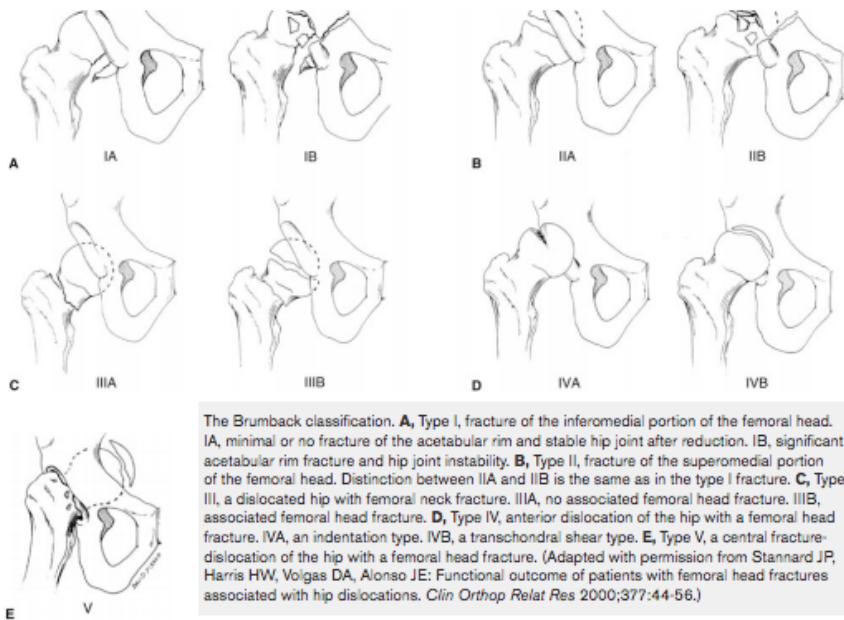 IA
IB
A
IIA
IIB
B
IIIA
IIIB
C
IVA
IVB
D
V
E
The Brumback classification. A, Type I, fracture of the inferomedial portion of the femoral head.
IA, minimal or no fracture of the acetabular rim and stable hip joint after reduction. IB, significant
acetabular rim fracture and hip joint instability. B, Type II, fracture of the superomedial portion
of the femoral head. Distinction between IIA and IIB is the same as in the type I fracture. C, Type
III, a dislocated hip with femoral neck fracture. IIIA, no associated femoral head fracture. IIIB,
associated femoral head fracture. D, Type IV, anterior dislocation of the hip with a femoral head
fracture. IVA, an indentation type. IVB, a transchondral shear type. E, Type V, a central fracture-
dislocation of the hip with a femoral head fracture. (Adapted with permission from Stannard JP,
Harris HW, Volgas DA, Alonso JE: Functional outcome of patients with femoral head fractures
associated with hip dislocations. Clin Orthop Relat Res 2000;377:44-56.)